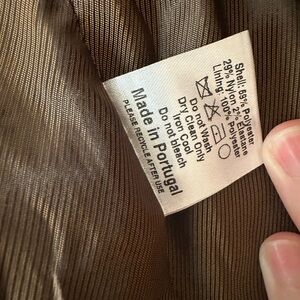 Shell: 69% Polyester
29% Nylon 2% Elastane
Lining: 100% Polyester
Do not Wash
Dry Clean Only
Iron Cool
Do not bleach
Made in Portugal
PLEASE RECYCLE AFTER USE